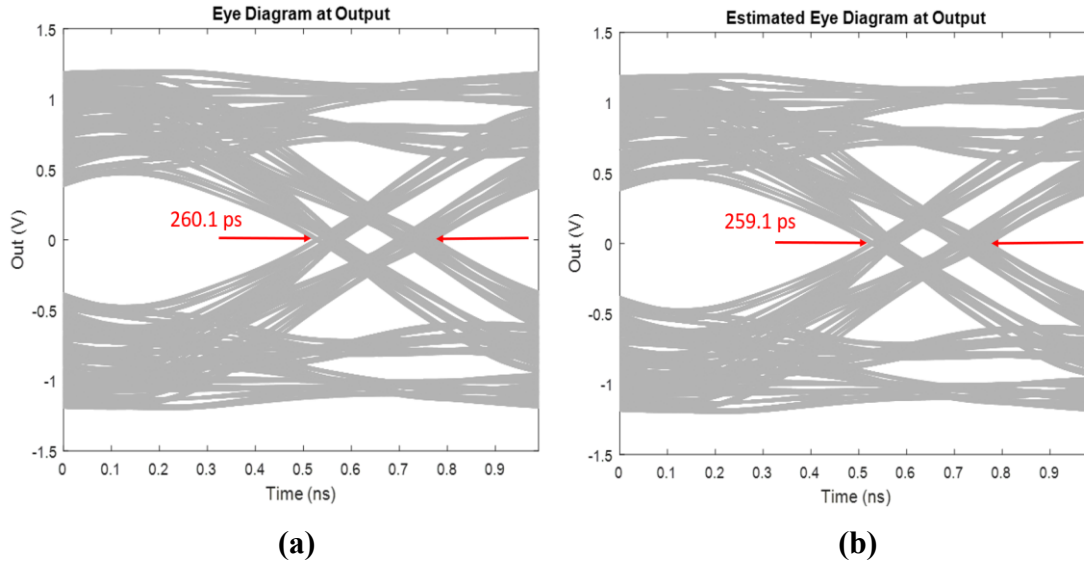 Eye Diagram at Output
1.5
1
0.5
0
-0.5
-1
-1.5
Out (V)
260.1 ps
0 0.1 0.2 0.3 0.4 0.5 0.6 0.7 0.8 0.9
Time (ns)
(a)
Estimated Eye Diagram at Output
1.5
1
0.5
0
-0.5
-1
-1.5
Out (V)
259.1 ps
0 0.1 0.2 0.3 0.4 0.5 0.6 0.7 0.8 0.9
Time (ns)
(b)